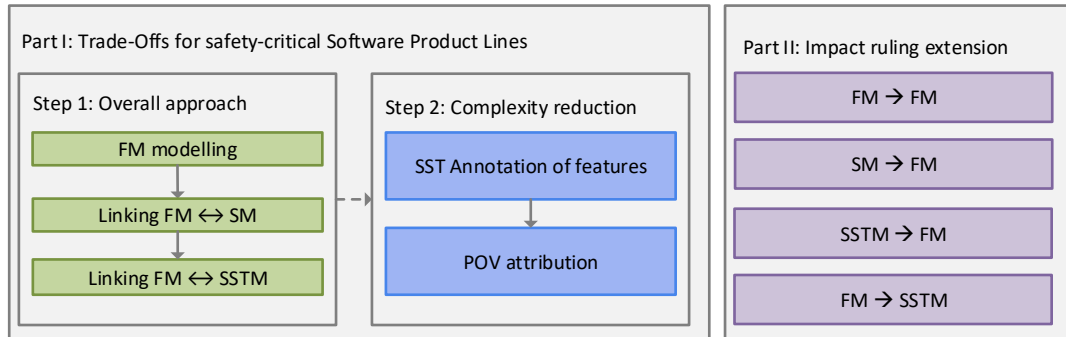 Part I: Trade-Offs for safety-critical Software Product Lines
Step 1: Overall approach
FM modelling
Linking FM ↔ SM
Linking FM ↔ SSTM
Step 2: Complexity reduction
SST Annotation of features
POV attribution
Part II: Impact ruling extension
FM → FM
SM → FM
SSTM → FM
FM → SSTM